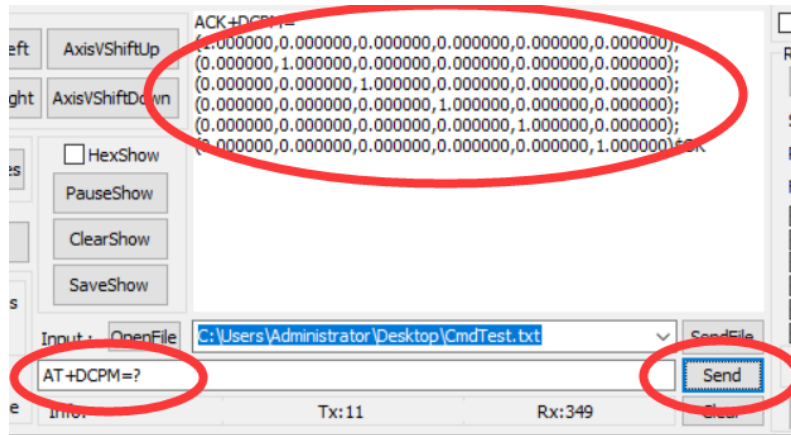 ACK+DCPM=
(1.000000,0.000000,0.000000,0.000000,0.000000,0.000000);
(0.000000,1.000000,0.000000,0.000000,0.000000,0.000000);
(0.000000,0.000000,1.000000,0.000000,0.000000,0.000000);
(0.000000,0.000000,0.000000,1.000000,0.000000,0.000000);
(0.000000,0.000000,0.000000,0.000000,1.000000,0.000000);
(0.000000,0.000000,0.000000,0.000000,0.000000,1.000000)$OK
eft
AxisVShiftUp
ght
AxisVShiftDown
HexShow
es
PauseShow
ClearShow
SaveShow
s
Input : OpenFile C:\Users\Administrator\Desktop\CmdTest.txt SendFile
AT+DCPM=? Send
e Info: Tx:11 Rx:349 Clear